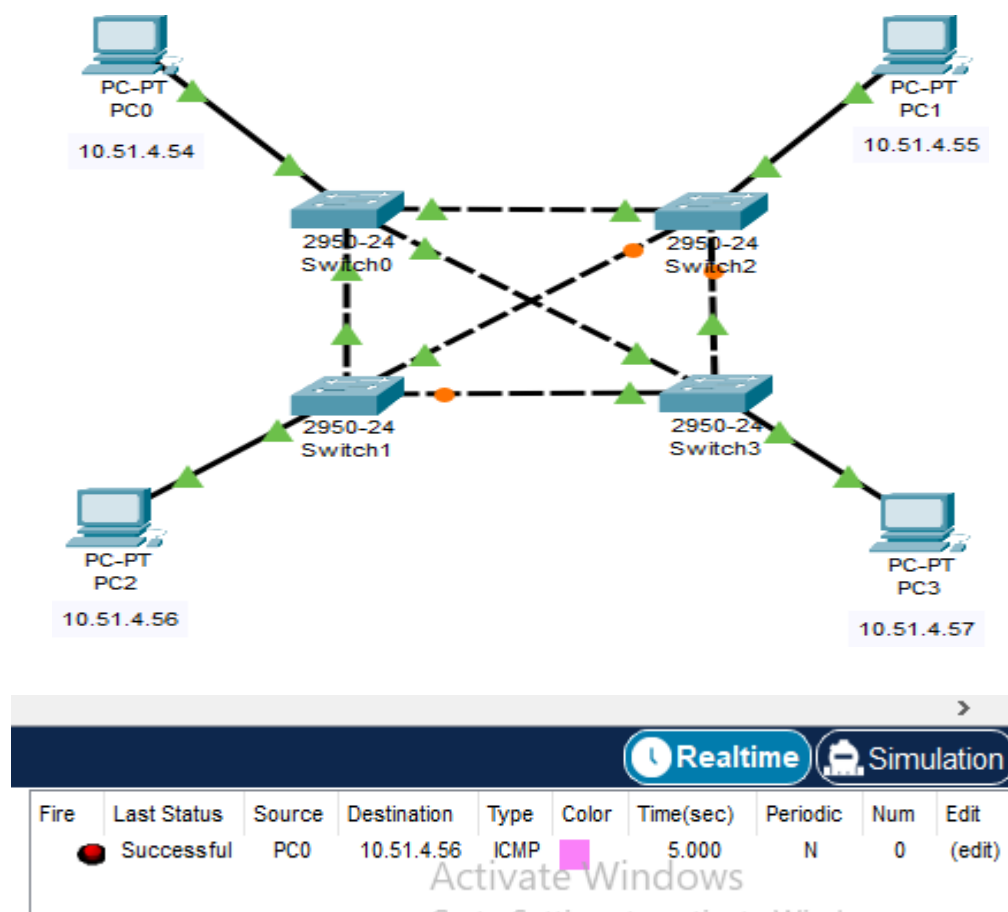 PC-PT
PC0
10.51.4.54
PC-PT
PC1
10.51.4.55
2950-24
Switch0
2950-24
Switch2
2950-24
Switch1
2950-24
Switch3
PC-PT
PC2
10.51.4.56
PC-PT
PC3
10.51.4.57
>
Realtime Simulation
Fire Last Status Source Destination Type Color Time(sec) Periodic Num Edit
Successful PC0 10.51.4.56 ICMP 5.000 N 0 (edit)
Activate Windows